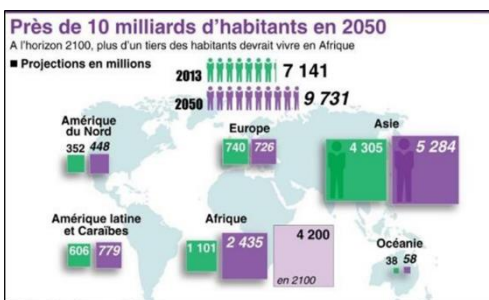 Près de 10 milliards d'habitants en 2050
A l'horizon 2100, plus d'un tiers des habitants devrait vivre en Afrique
■ Projections en millions
2013 7 141
2050 9 731
Amérique
du Nord
352 448
Europe
740 726
Asie
4 305 5 284
Amérique latine
et Caraïbes
606 779
Afrique
1 101 2 435
4 200
en 2100
Océanie
38 58